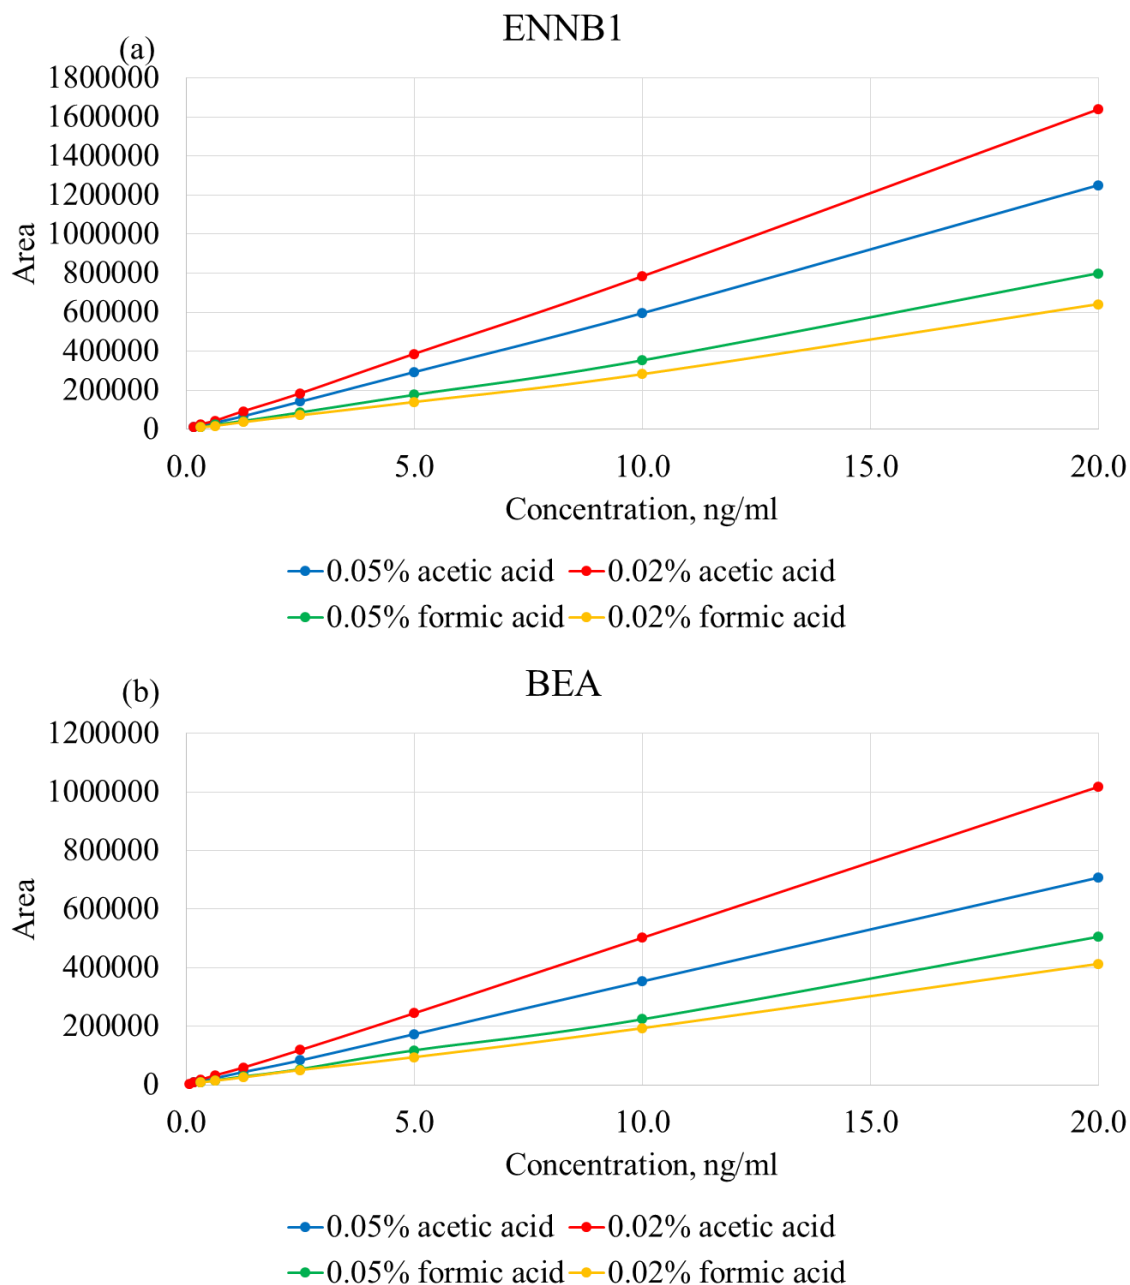 ENNB1
(a)
1800000
1600000
1400000
1200000
1000000
800000
600000
400000
200000
0
Area
0.0 5.0 10.0 15.0 20.0
Concentration, ng/ml
0.05% acetic acid 0.02% acetic acid
0.05% formic acid 0.02% formic acid
(b)
BEA
1200000
1000000
800000
600000
400000
200000
0
Area
0.0 5.0 10.0 15.0 20.0
Concentration, ng/ml
0.05% acetic acid 0.02% acetic acid
0.05% formic acid 0.02% formic acid